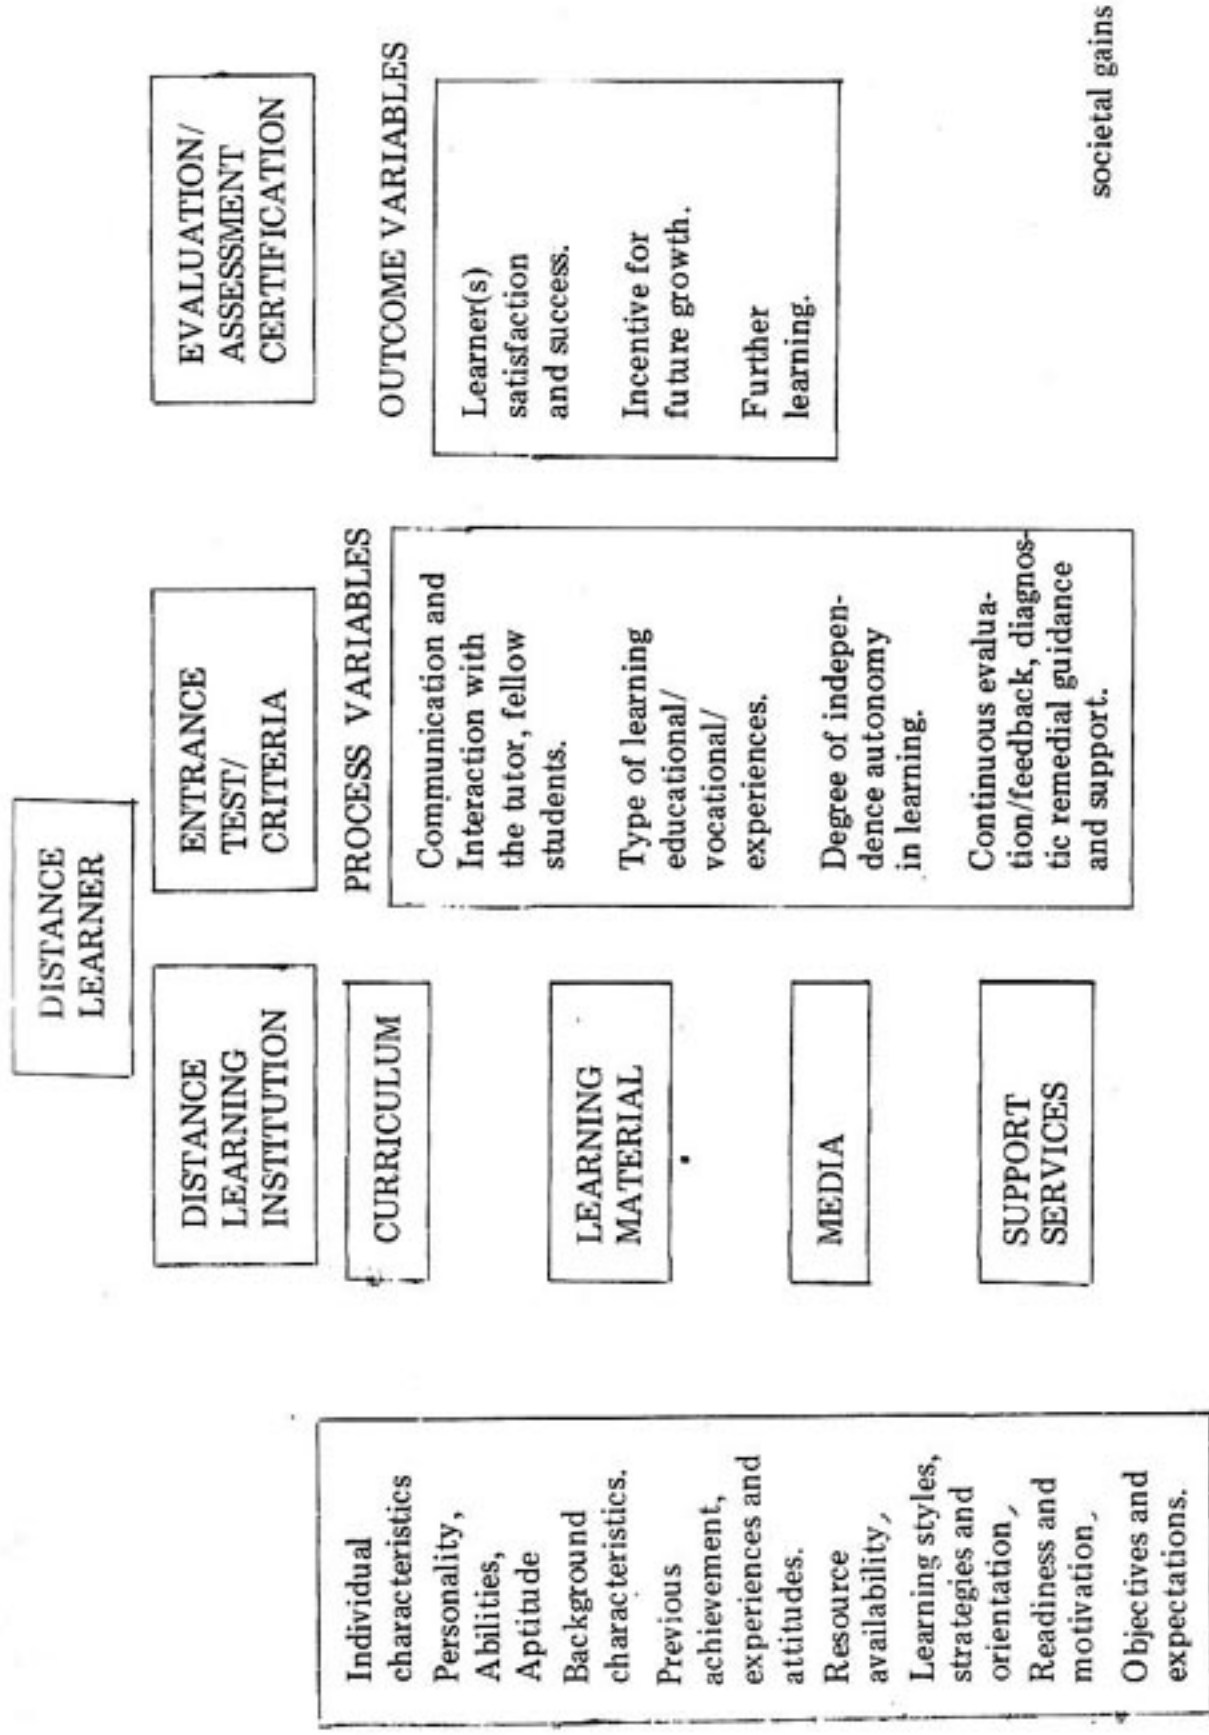 DISTANCE
LEARNER
DISTANCE
LEARNING
INSTITUTION
ENTRANCE
TEST/
CRITERIA
EVALUATION/
ASSESSMENT
CERTIFICATION
Individual
characteristics
Personality,
Abilities,
Aptitude
Background
characteristics.
Previous
achievement,
experiences and
attitudes.
Resource
availability,
Learning styles,
strategies and
orientation,
Readiness and
motivation,
Objectives and
expectations.
CURRICULUM
LEARNING
MATERIAL
MEDIA
SUPPORT
SERVICES
PROCESS VARIABLES
Communication and
Interaction with
the tutor, fellow
students.
Type of learning
educational/
vocational/
experiences.
Degree of indepen-
dence autonomy
in learning.
Continuous evalua-
tion/feedback, diagnos-
tic remedial guidance
and support.
OUTCOME VARIABLES
Learner(s)
satisfaction
and success.
Incentive for
future growth.
Further
learning.
societal gains